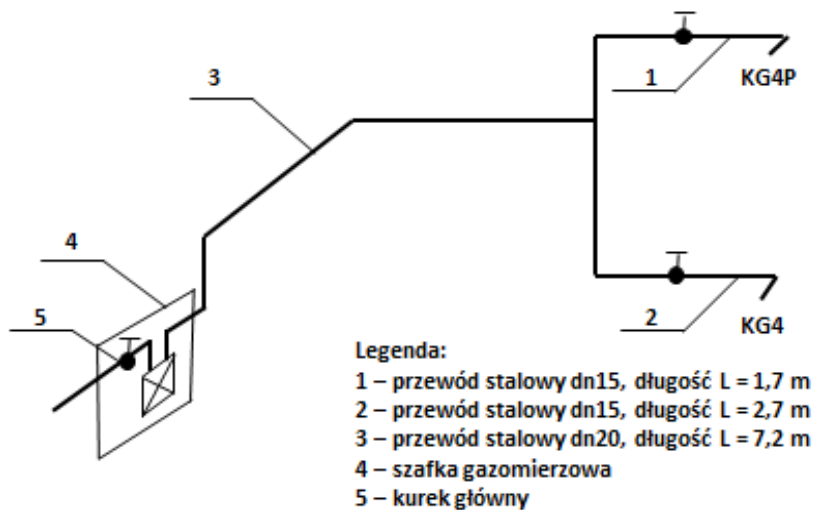 1
KG4P
3
4
5
2
KG4
Legenda:
1 – przewód stalowy dn15, długość L = 1,7 m
2 – przewód stalowy dn15, długość L = 2,7 m
3 – przewód stalowy dn20, długość L = 7,2 m
4 – szafka gazomierzowa
5 – kurek główny